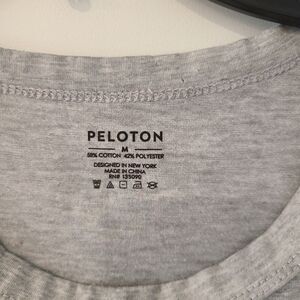 PELOTON
M
58% COTTON 42% POLYESTER
DESIGNED IN NEW YORK
MADE IN CHINA
RN# 135090